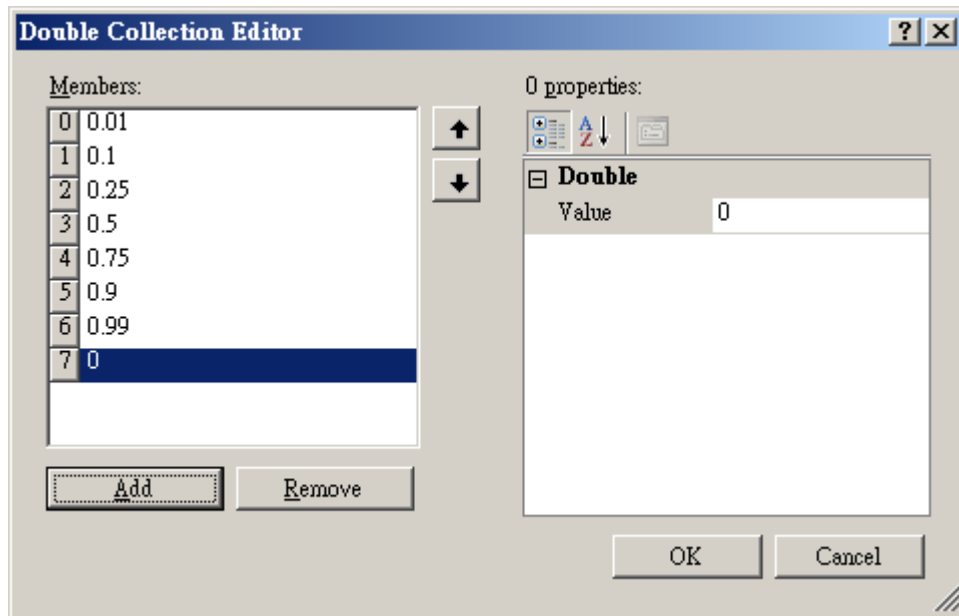 Double Collection Editor
Members:
0 0.01
1 0.1
2 0.25
3 0.5
4 0.75
5 0.9
6 0.99
7 0
Add Remove
0 properties:
A
Z
Double
Value 0
OK Cancel